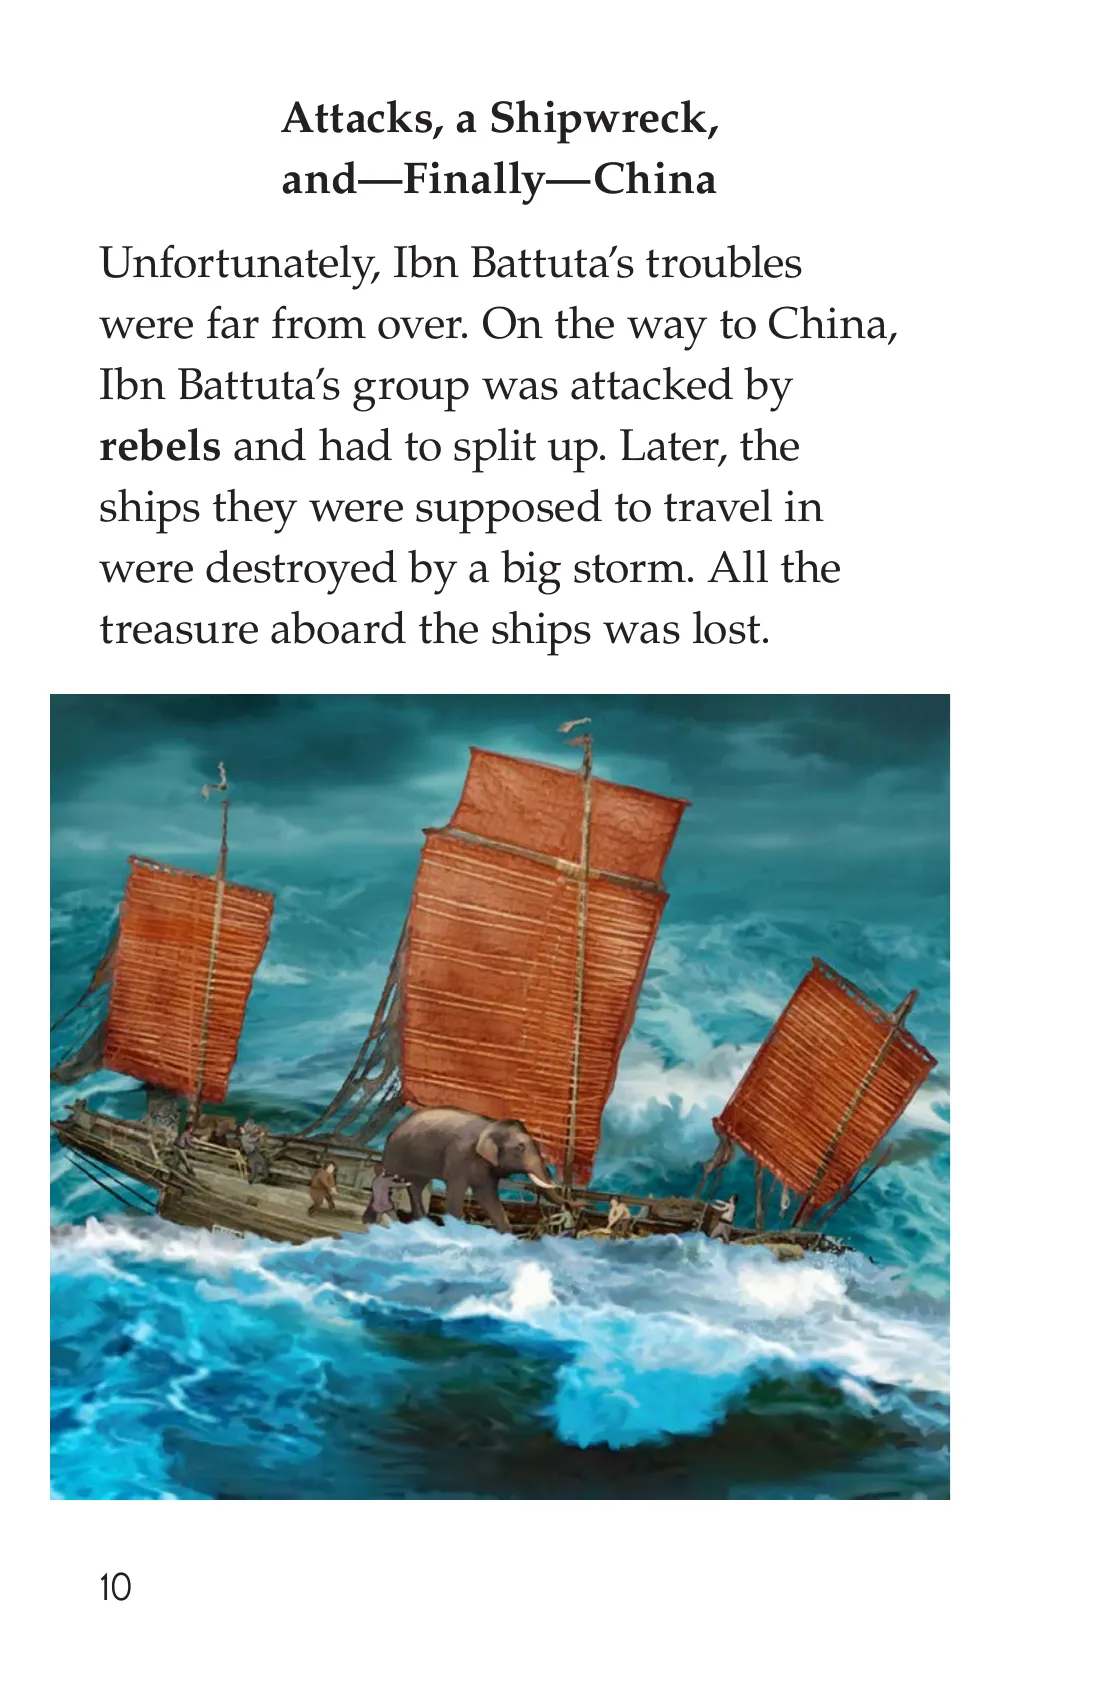 Attacks, a Shipwreck,
and—Finally—China
Unfortunately, Ibn Battuta’s troubles
were far from over. On the way to China,
Ibn Battuta’s group was attacked by
rebels and had to split up. Later, the
ships they were supposed to travel in
were destroyed by a big storm. All the
treasure aboard the ships was lost.
10